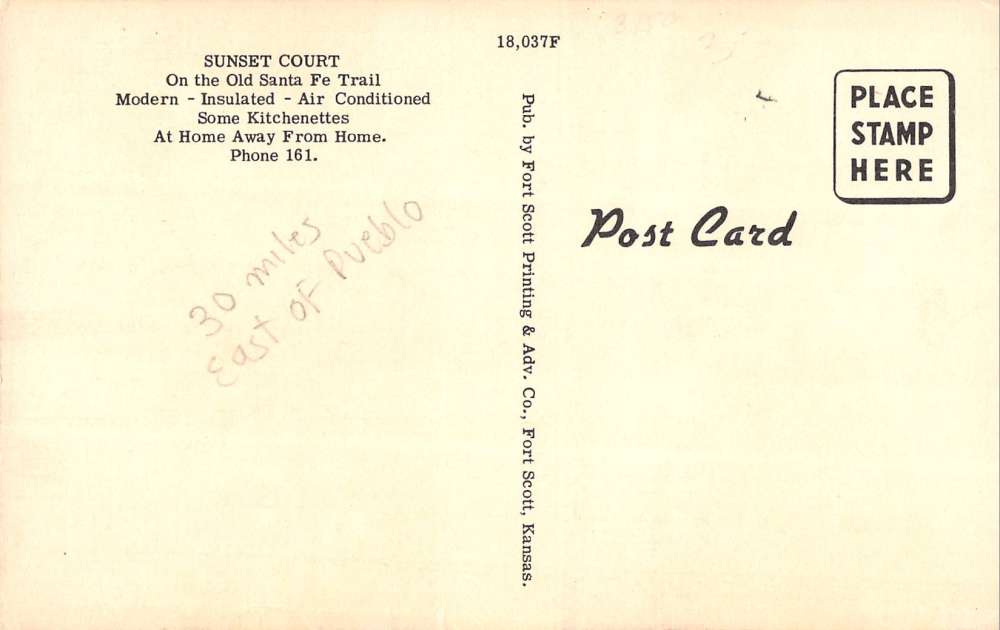 18,037F
SUNSET COURT
On the Old Santa Fe Trail
Modern - Insulated - Air Conditioned
Some Kitchenettes
At Home Away From Home.
Phone 161.
30 miles
East of Pueblo
Pub. by Fort Scott Printing & Adv. Co., Fort Scott, Kansas.
Post Card
PLACE
STAMP
HERE